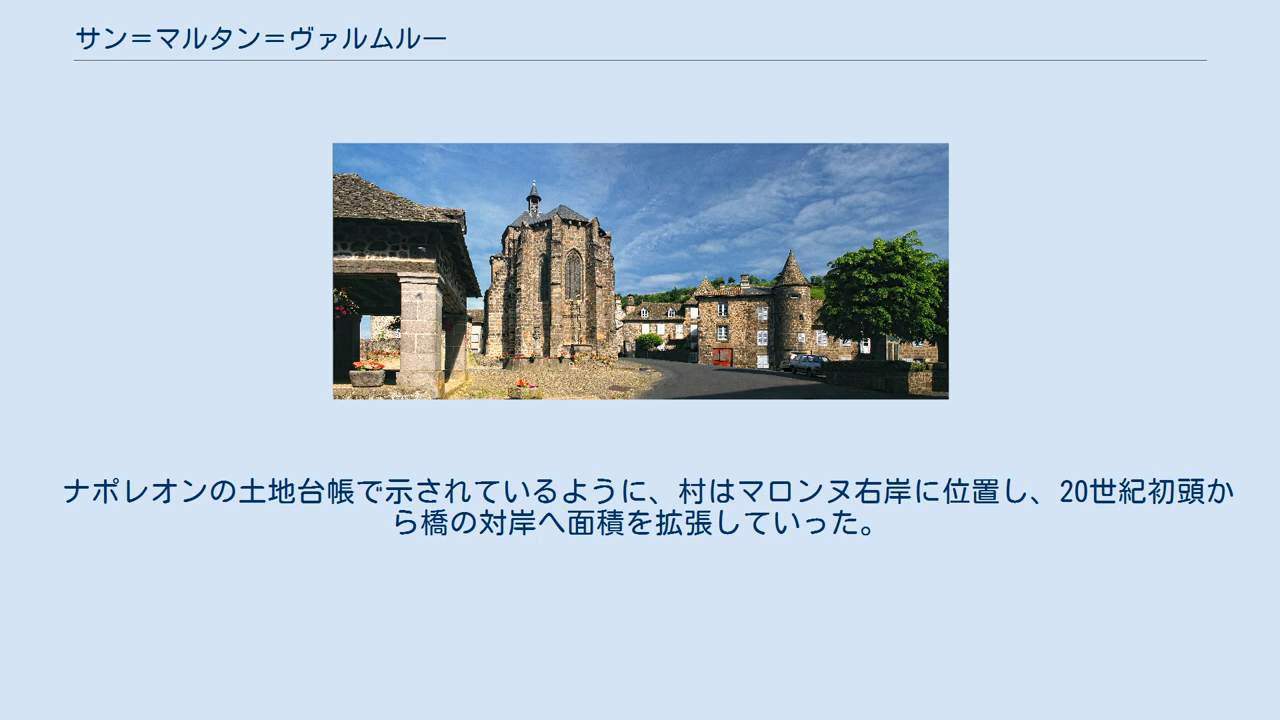 サン＝マルタン＝ヴァルムルー
ナポレオンの土地台帳で示されているように、村はマロンヌ右岸に位置し、20世紀初頭か
ら橋の対岸へ面積を拡張していった。